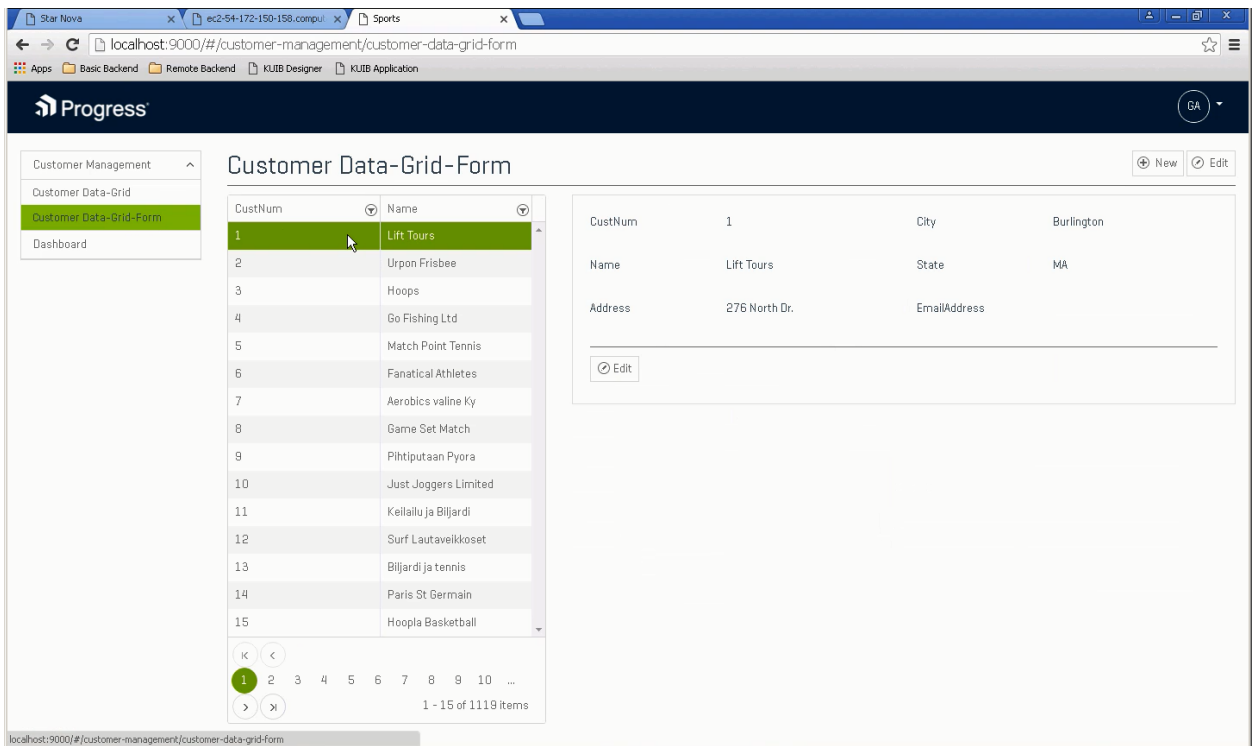 Star Nova
ec2-54-172-150-158.compul
Sports
localhost:9000/#/customer-management/customer-data-grid-form
Apps Basic Backend Remote Backend KUIB Designer KUIB Application
Progress
GA
Customer Management
Customer Data-Grid
Customer Data-Grid-Form
Dashboard
Customer Data-Grid-Form
New Edit
CustNum Name
1 Lift Tours
2 Urpon Frisbee
3 Hoops
4 Go Fishing Ltd
5 Match Point Tennis
6 Fanatical Athletes
7 Aerobics valine Ky
8 Game Set Match
9 Pihtiputaan Pyora
10 Just Joggers Limited
11 Keilailu ja Biljardi
12 Surf Lautaveikkoset
13 Biljardi ja tennis
14 Paris St Germain
15 Hoopla Basketball
1 2 3 4 5 6 7 8 9 10 ...
1 - 15 of 1119 items
CustNum 1 City Burlington
Name Lift Tours State MA
Address 276 North Dr. EmailAddress
Edit
localhost:9000/#/customer-management/customer-data-grid-form